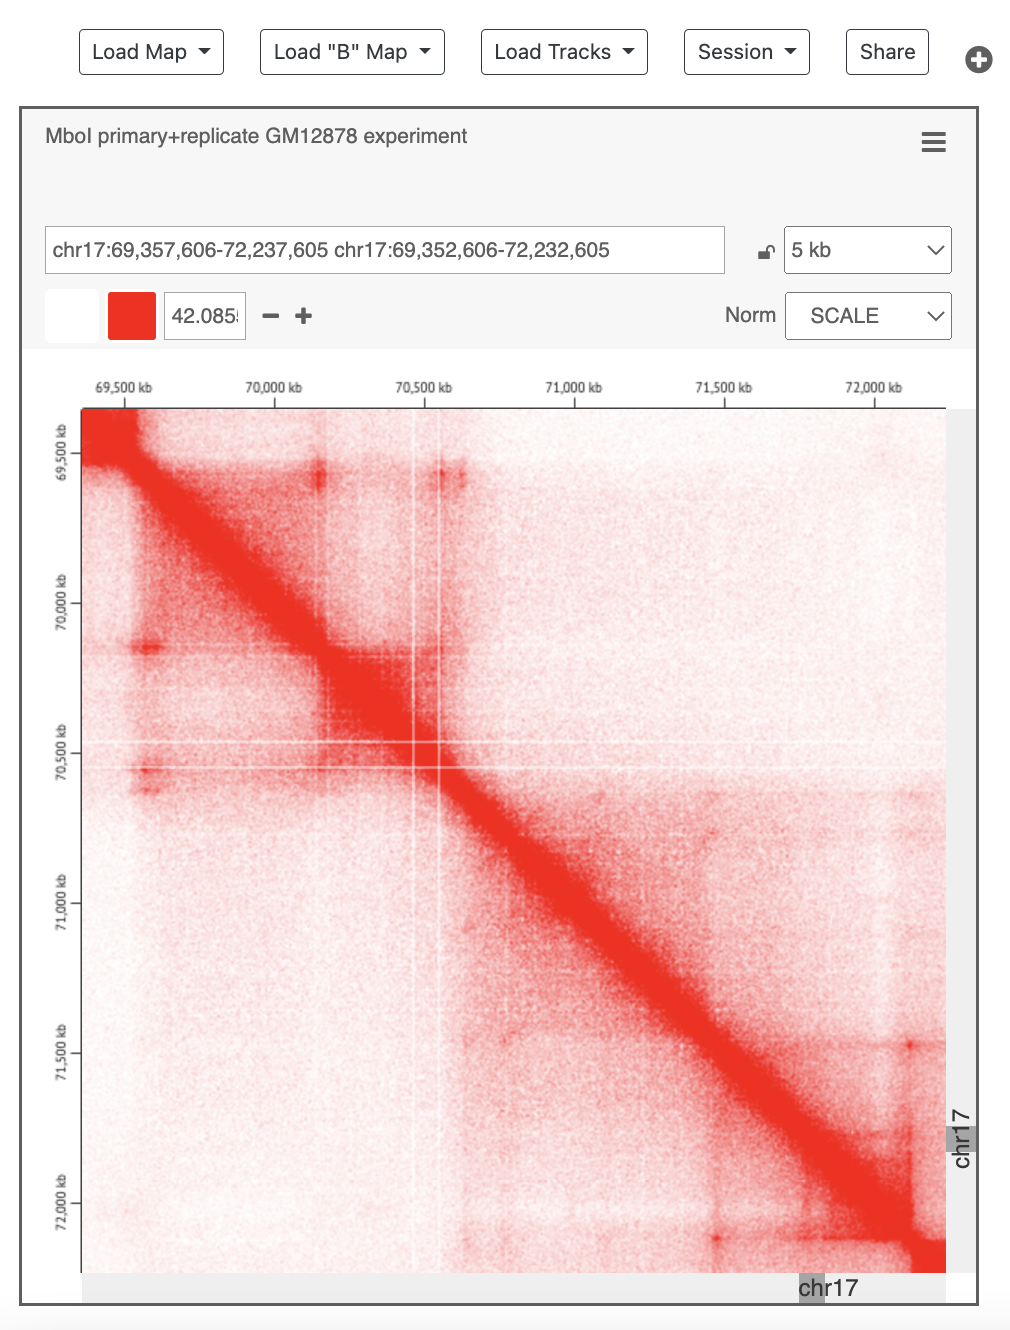 Load Map Load "B" Map Load Tracks Session Share
MboI primary+replicate GM12878 experiment
chr17:69,357,606-72,237,605 chr17:69,352,606-72,232,605 5 kb
42.085 Norm SCALE
69,500 kb 70,000 kb 70,500 kb 71,000 kb 71,500 kb 72,000 kb
69,500 kb
70,000 kb
70,500 kb
71,000 kb
71,500 kb
72,000 kb
chr17
chr17